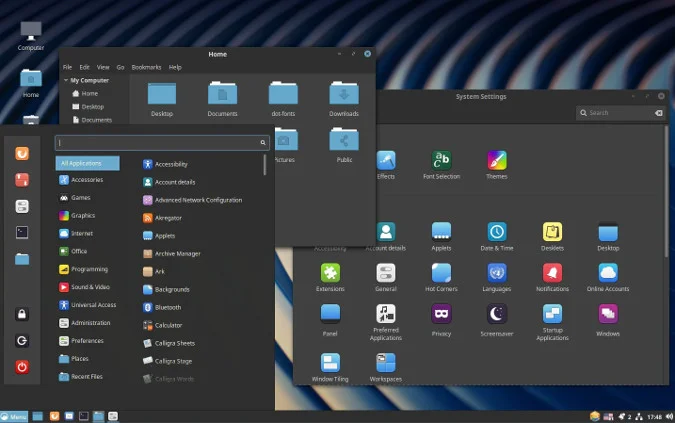 Computer
Home
Home
File Edit View Go Bookmarks Help
My Computer
Home
Desktop
Documents
Desktop
Documents
dot-fonts
Downloads
Pictures
Public
System Settings
Search
Effects
Font Selection
Themes
Accessibility
Account details
Applets
Date & Time
Desklets
Desktop
Extensions
General
Hot Corners
Languages
Notifications
Online Accounts
Panel
Preferred
Applications
Privacy
Screensaver
Startup
Applications
Windows
Window Tiling
Workspaces
All Applications
Accessories
Games
Graphics
Internet
Office
Programming
Sound & Video
Universal Access
Administration
Preferences
Places
Recent Files
Accessibility
Account details
Advanced Network Configuration
Akregator
Applets
Archive Manager
Ark
Backgrounds
Bluetooth
Calculator
Calligra Sheets
Calligra Stage
Calligra Words
Menu
2
17:48